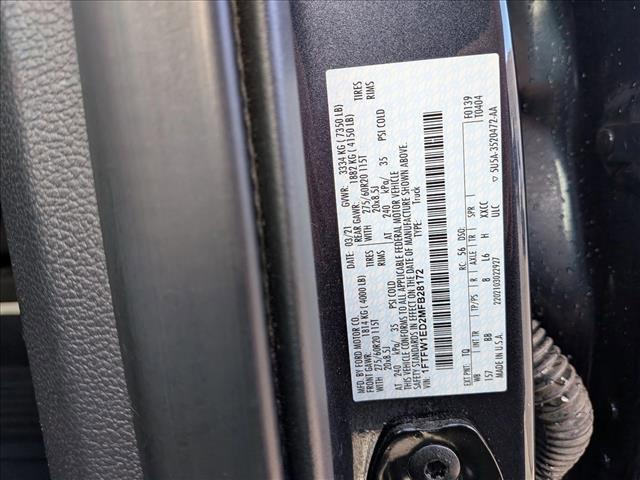 MFD. BY FORD MOTOR CO.
DATE: 03/21 GVWR: 3334 KG ( 7350 LB)
FRONT GAWR: 1814 KG ( 4000 LB) REAR GAWR: 1882 KG ( 4150 LB)
WITH 275/60R20 115T TIRES WITH 275/60R20 115T TIRES
20x8.5J RIMS 20x8.5J RIMS
AT 240 kPa/ 35 PSI COLD AT 240 kPa/ 35 PSI COLD
THIS VEHICLE CONFORMS TO ALL APPLICABLE FEDERAL MOTOR VEHICLE
SAFETY STANDARDS IN EFFECT ON THE DATE OF MANUFACTURE SHOWN ABOVE.
VIN: 1FTFW1ED2MFB28172 TYPE: Truck
F0139
T0404
EXT PNT: TQ RC: 56 DSO:
WB INT TR TP/PS R AXLE TR SPR
157 BB 8 L6 H XXCC
ULC
MADE IN U.S.A. 2202103022927 5U5A-3520472-AA